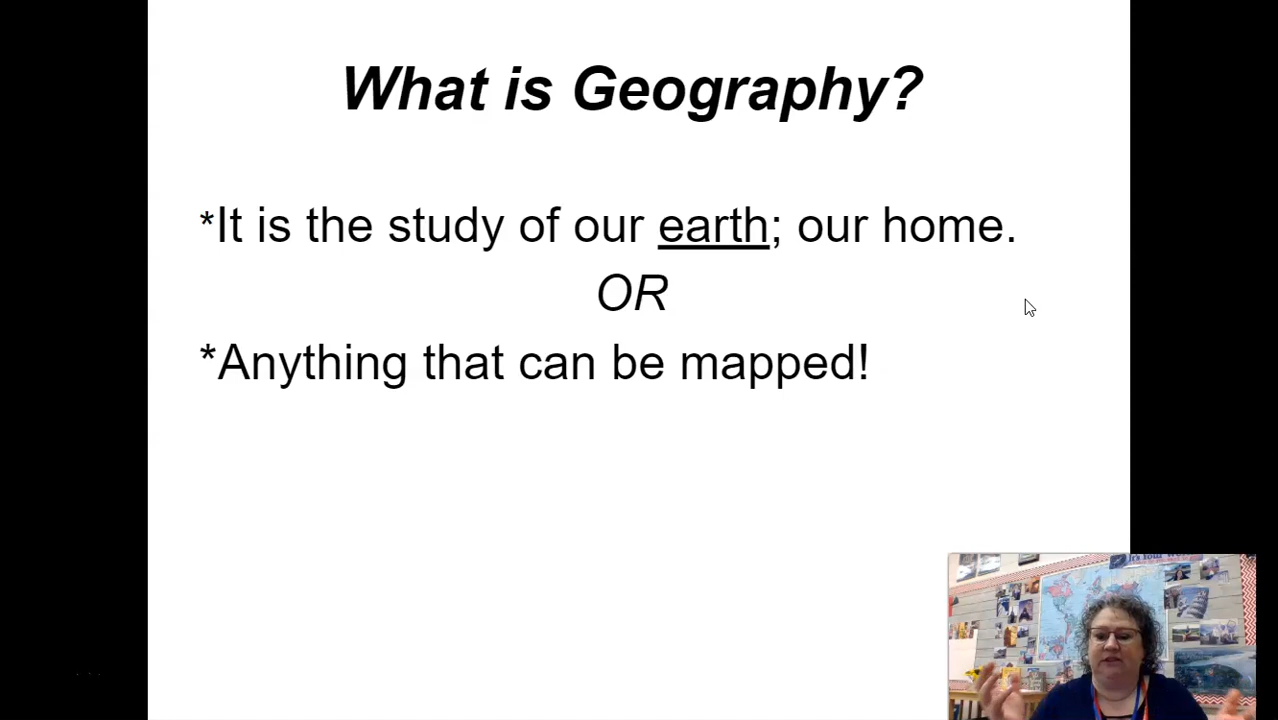 What is Geography?
*It is the study of our earth; our home.
OR
*Anything that can be mapped!